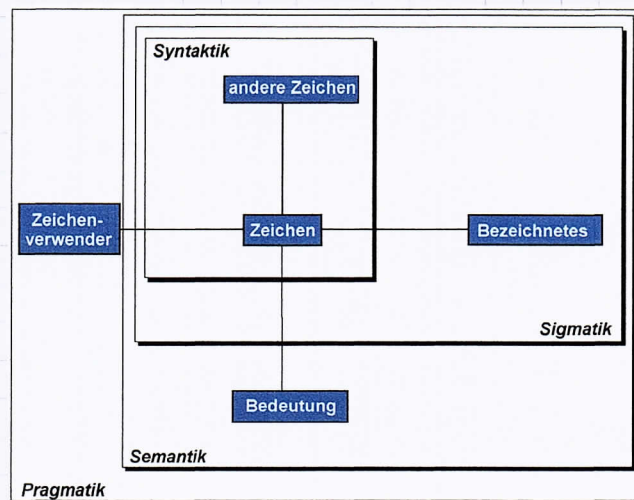 Syntaktik
andere Zeichen
Zeichen-
verwender
Zeichen
Bezeichnetes
Sigmatik
Bedeutung
Semantik
Pragmatik